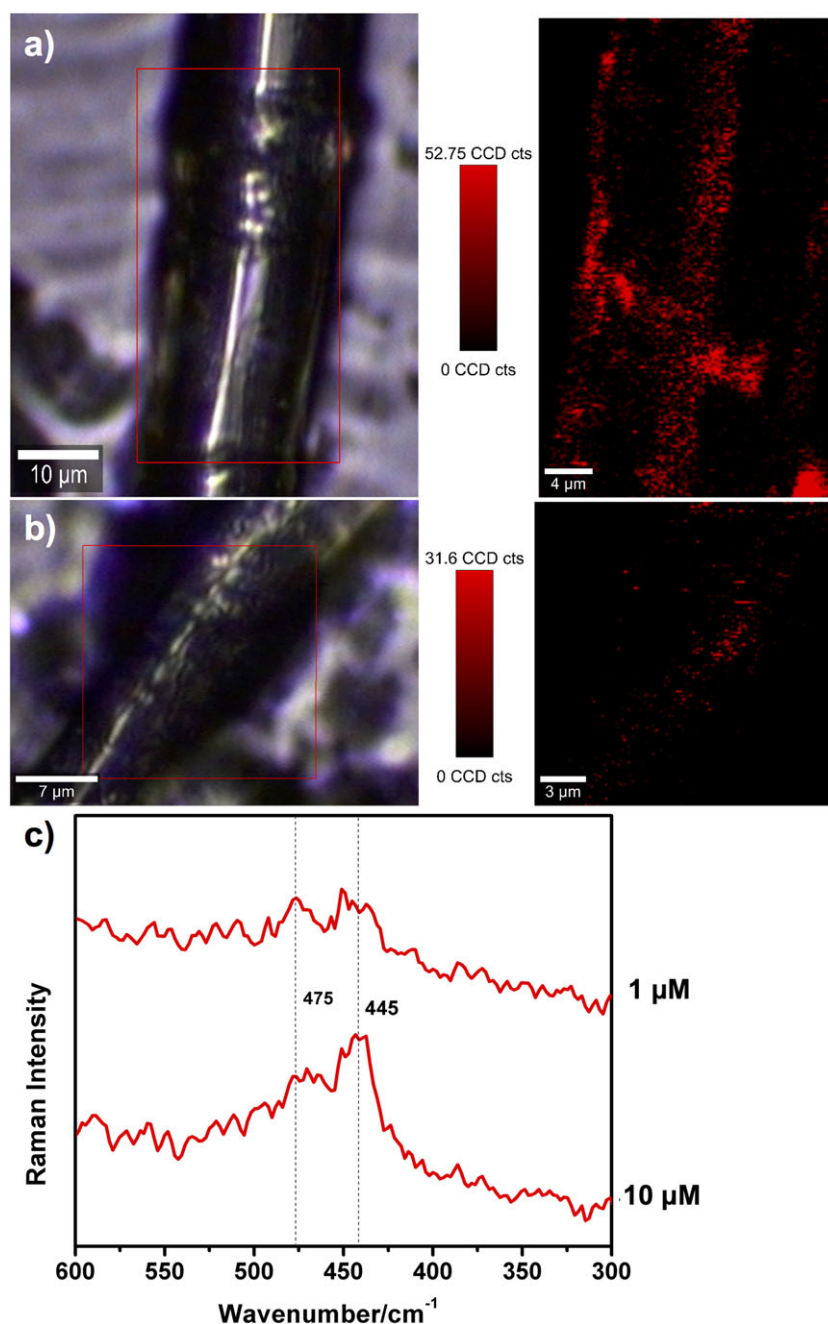 a)
52.75 CCD cts
0 CCD cts
10 µm
4 µm
b)
31.6 CCD cts
0 CCD cts
7 µm
3 µm
c)
Raman Intensity
475
445
1 µM
10 µM
600
550
500
450
400
350
300
Wavenumber/cm⁻¹